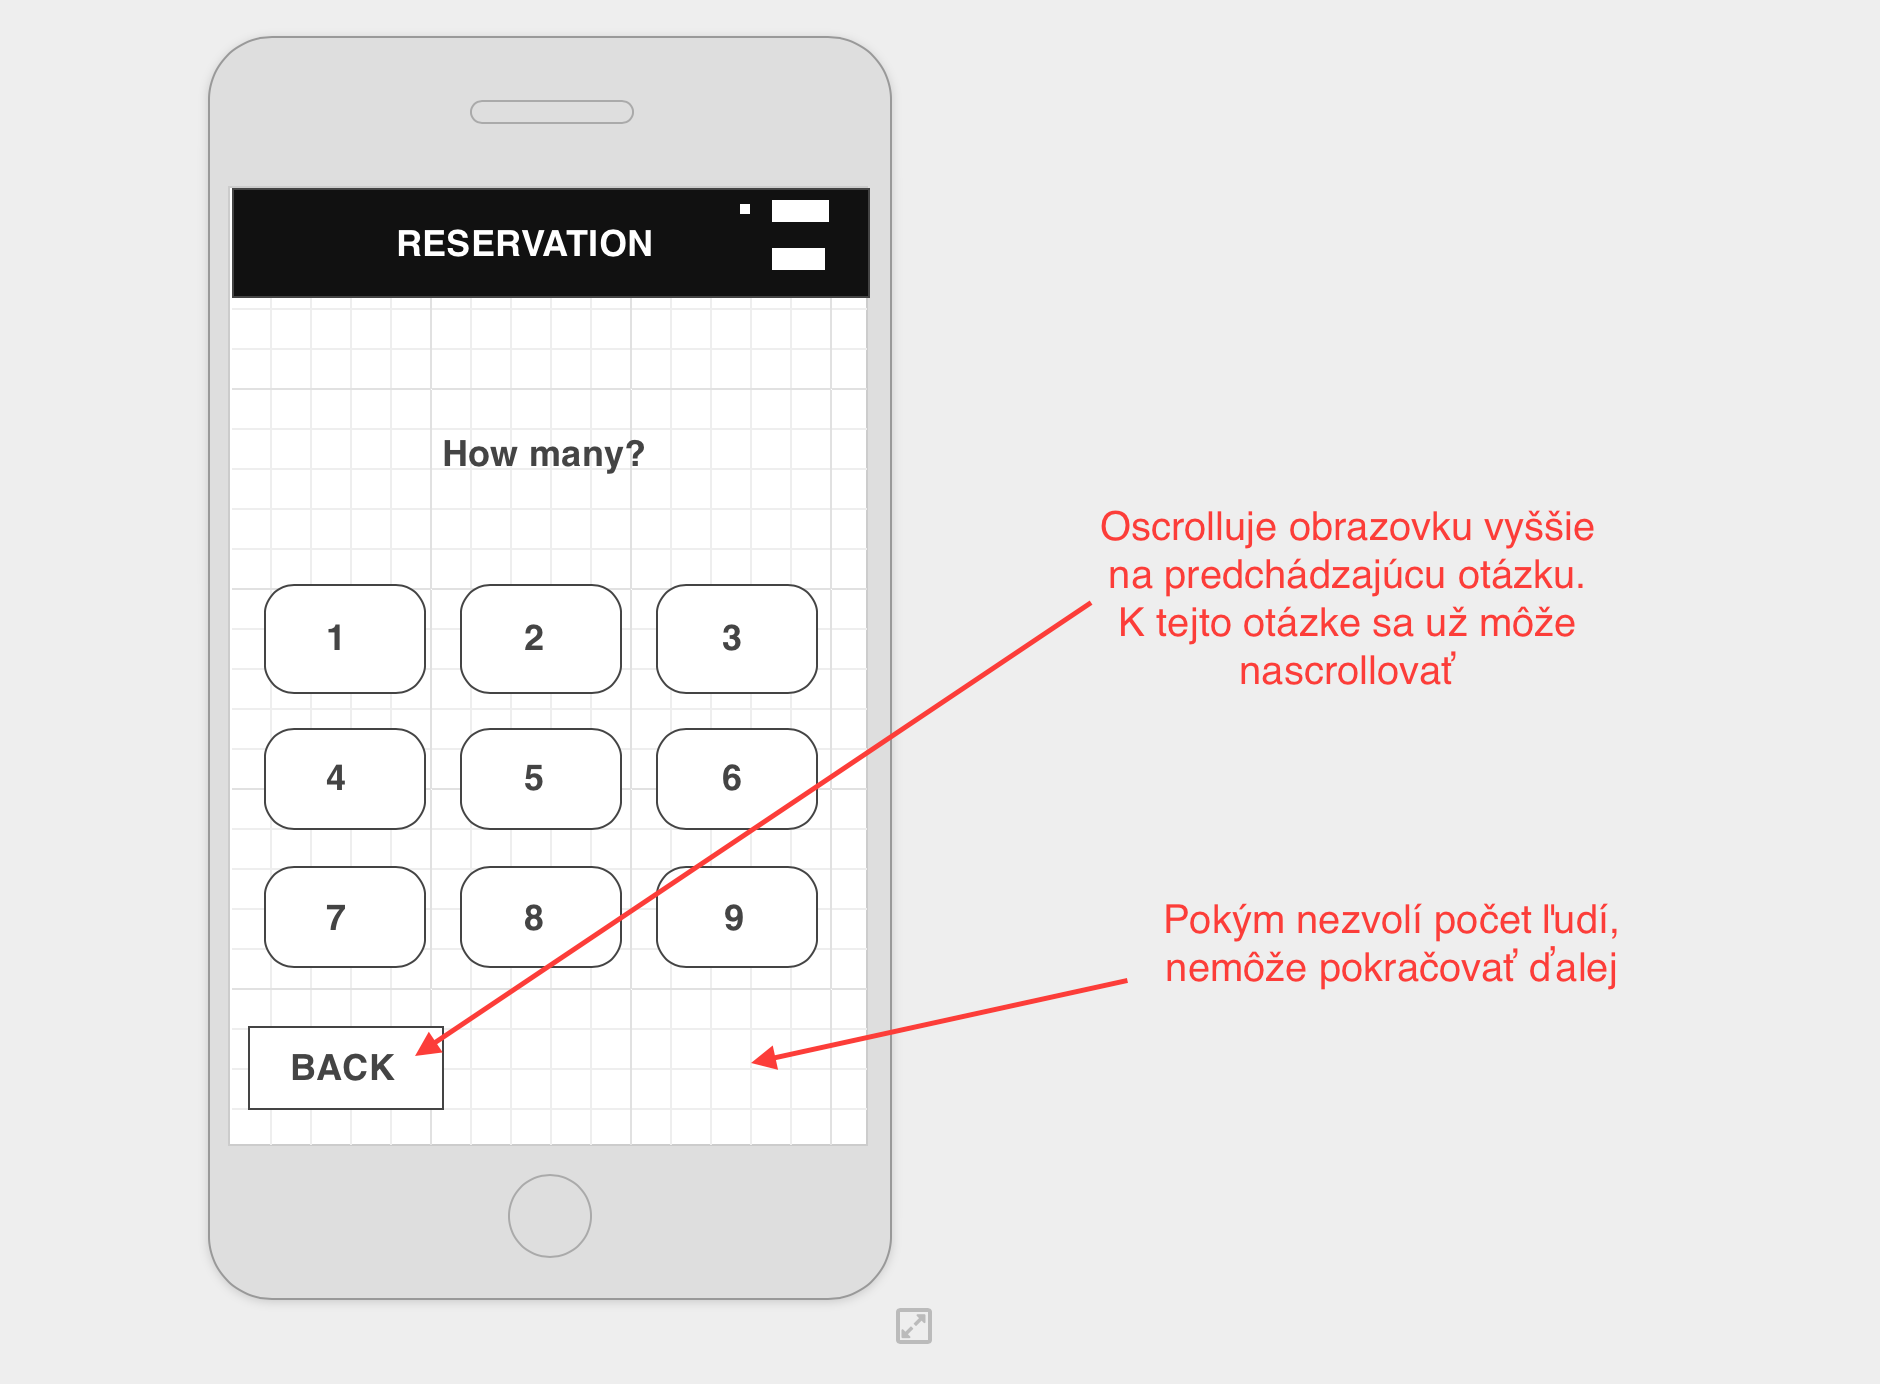 RESERVATION
How many?
1 2 3
4 5 6
7 8 9
BACK
Oscrolluje obrazovku vyššie
na predchádzajúcu otázku.
K tejto otázke sa už môže
nascrollovať
Pokým nezvolí počet ľudí,
nemôže pokračovať ďalej